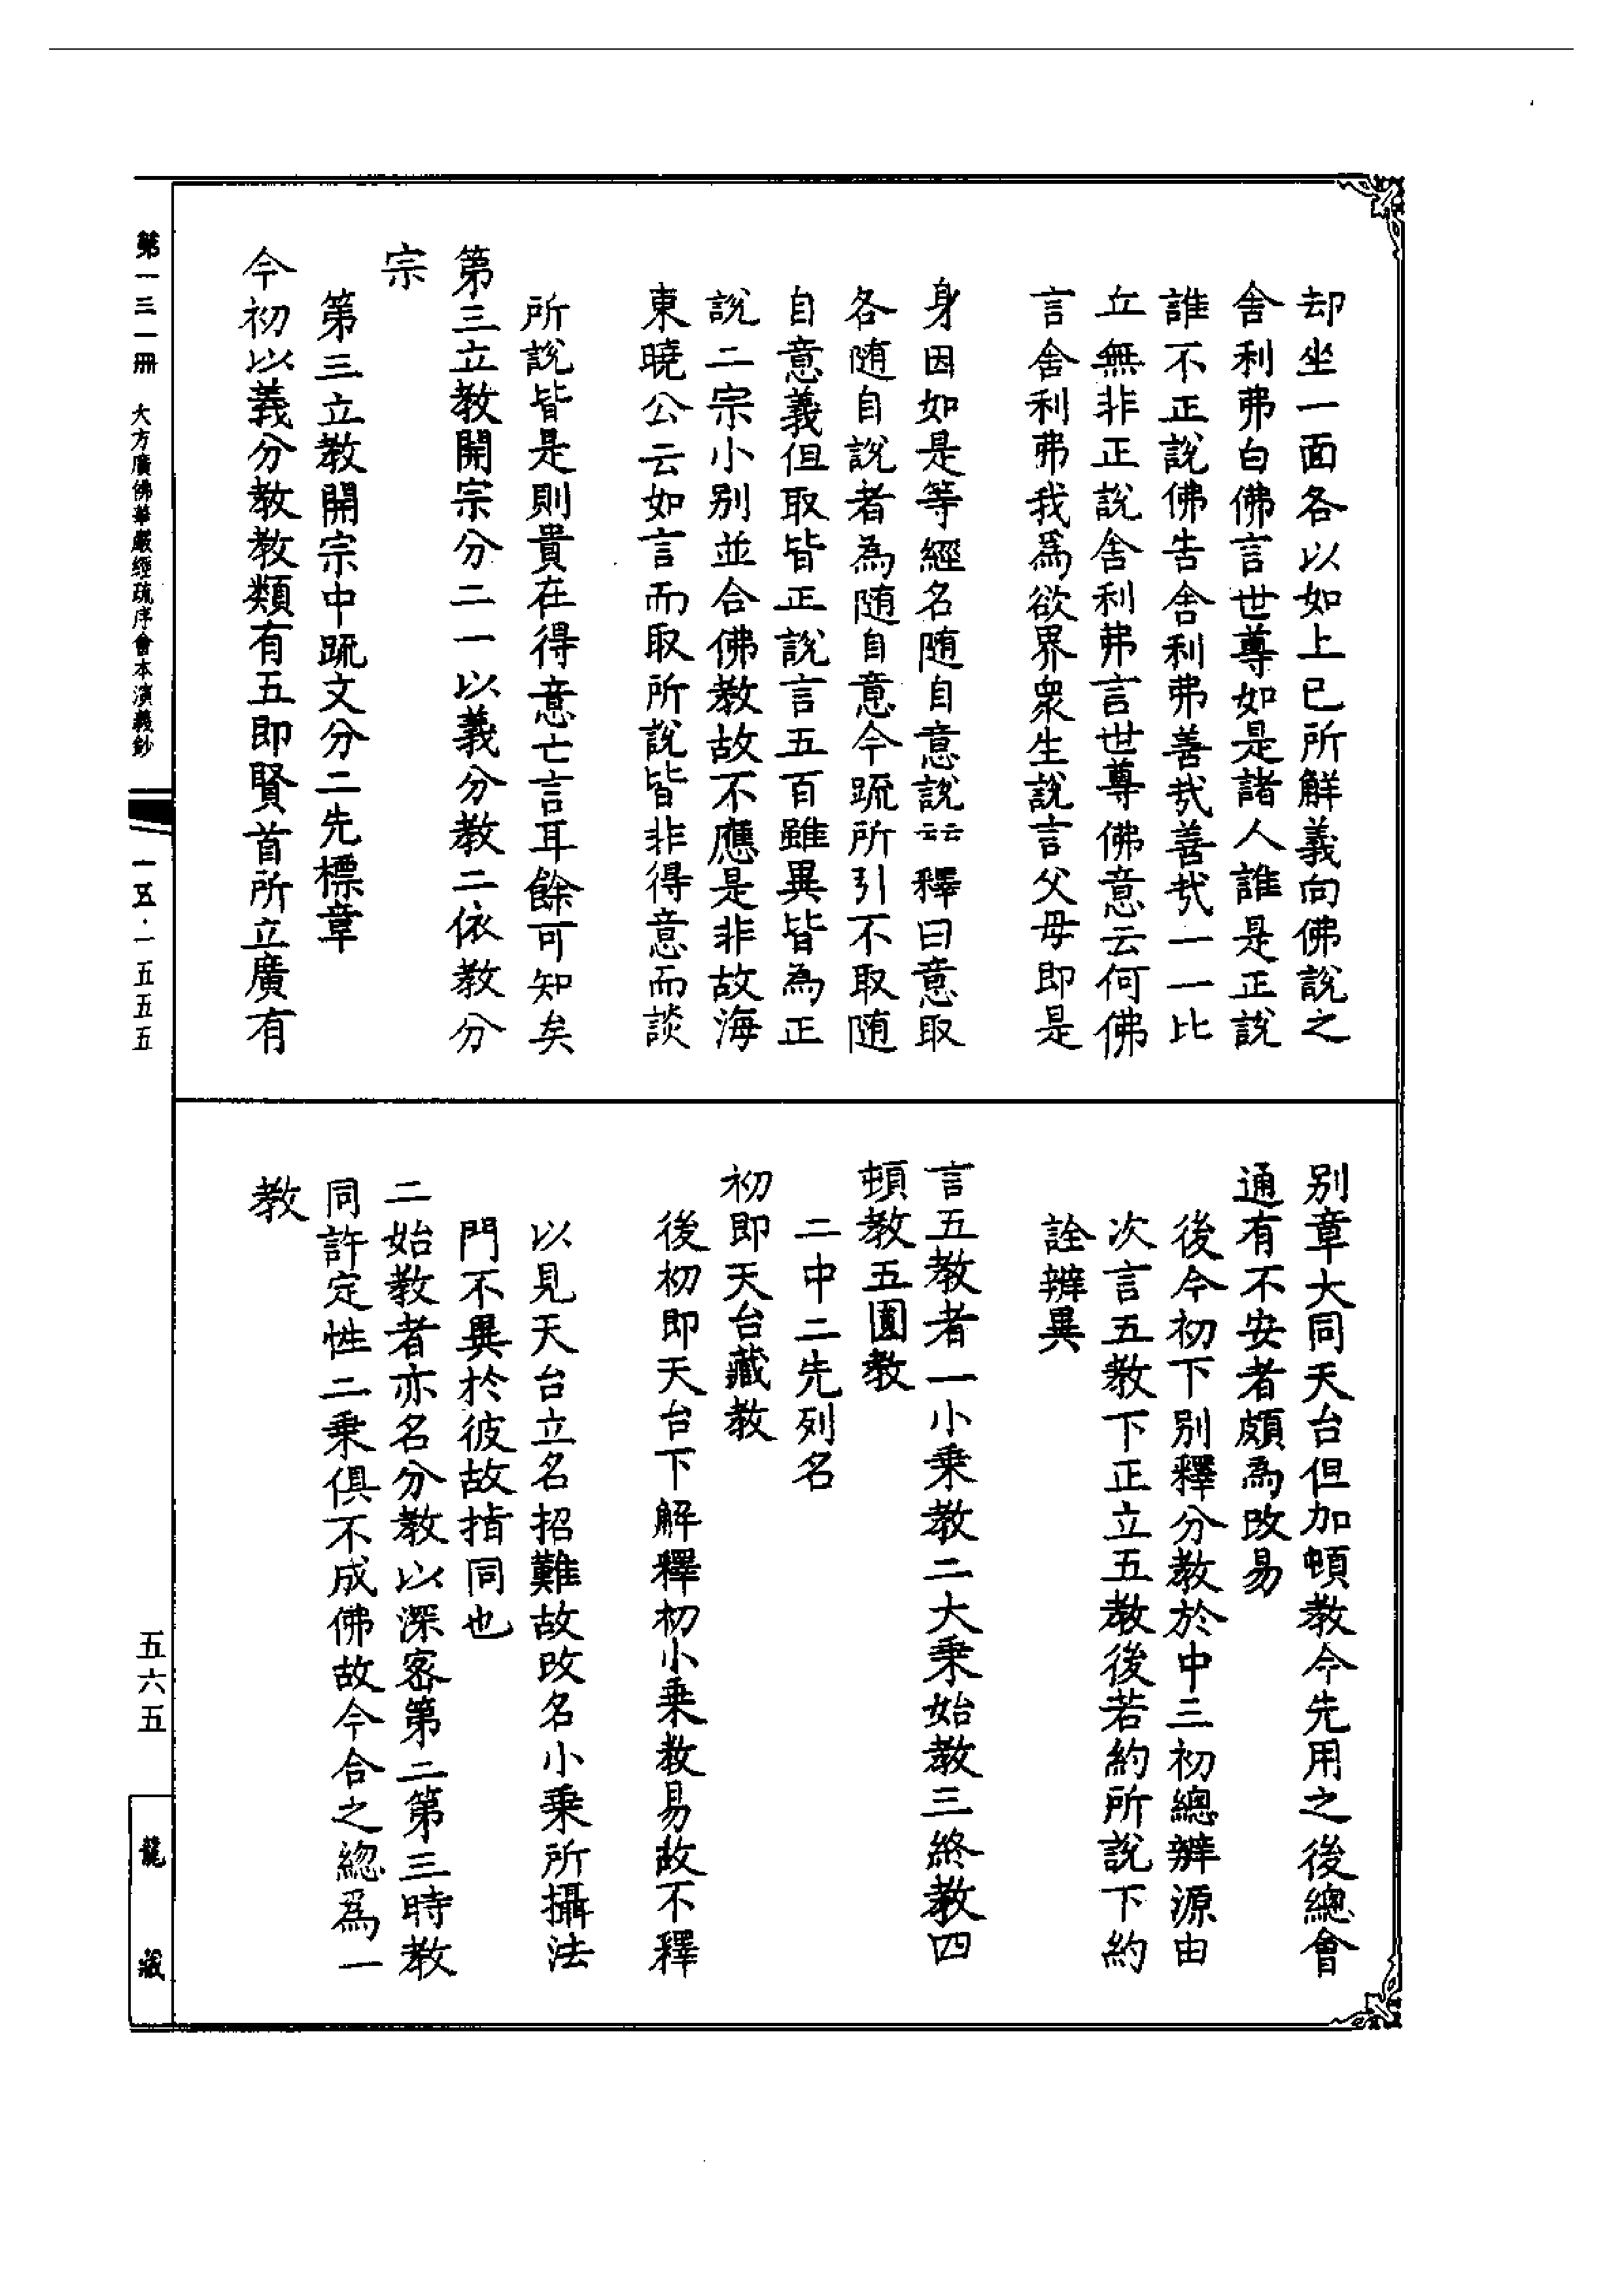 却坐一面各以如上已所解義向佛說之
舍利弗白佛言世尊如是諸人誰是正說
誰不正說佛告舍利弗善哉善哉一一比
丘無非正說舍利弗言世尊佛意云何佛
言舍利弗我爲欲界衆生說言父母即是
身因如是等經名随自意說云云釋曰意取
各随自說者為随自意今䟽所引不取随
自意義但取皆正說言五百雖異皆為正
說二宗小别並合佛教故不應是非故海
東曉公云如言而取所說皆非得意而談
所說皆是則貴在得意亡言耳餘可知矣
第三立教開宗分二一以義分教二依教分
宗
第三立教開宗中䟽文分二先標章
今初以義分教教類有五即賢首所立廣有
别章大同天台但加頓教今先用之後總會
通有不安者頗為改易
後今初下别釋分教於中三初總辨源由
次言五教下正立五教後若約所說下約
詮辨異
言五教者一小乗教二大乗始教三終教四
頓教五圓教
二中二先列名
初即天台藏教
後初即天台下解釋初小乗教易故不釋
以見天台立名招難故改名小乗所攝法
門不異於彼故指同也
二始教者亦名分教以深密第二第三時教
同許定性二乗俱不成佛故今合之總爲一
教
第一三一冊 大方廣佛華嚴經疏序會本演義鈔
一五·一五五五
五六五
龍藏